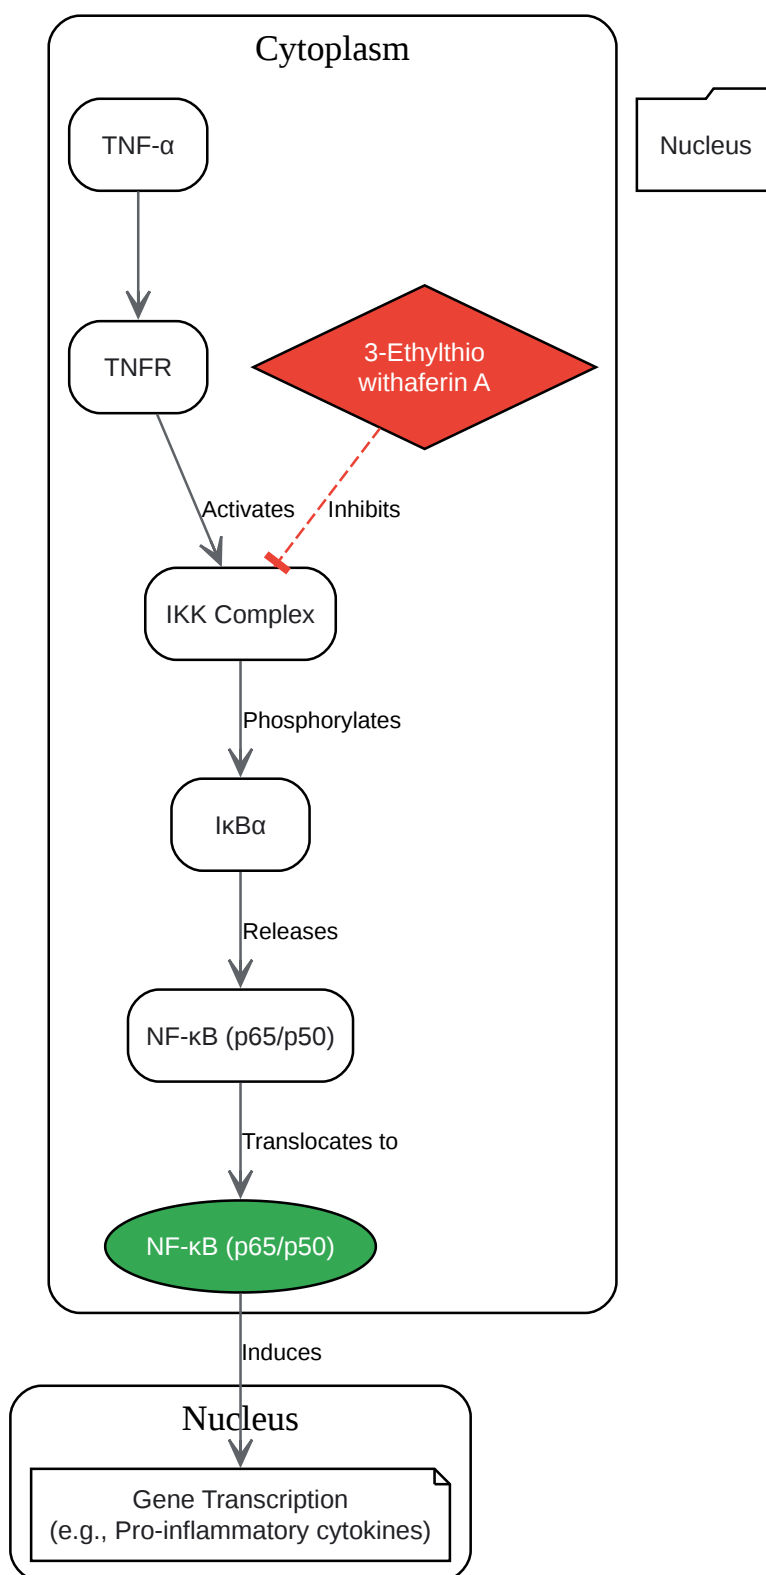 Cytoplasm
TNF-α
Nucleus
TNFR
3-Ethylthio
withaferin A
Activates
Inhibits
IKK Complex
Phosphorylates
IκBα
Releases
NF-κB (p65/p50)
Translocates to
NF-κB (p65/p50)
Induces
Nucleus
Gene Transcription
(e.g., Pro-inflammatory cytokines)